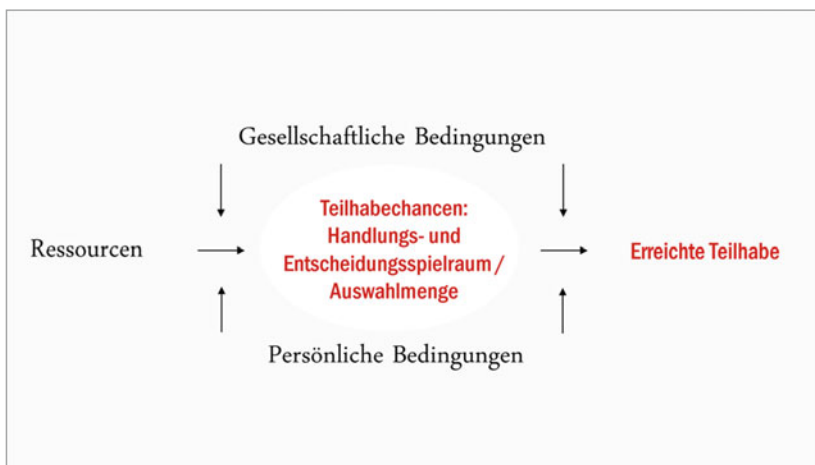 Gesellschaftliche Bedingungen
Teilhabechancen:
Handlungs- und
Entscheidungsspielraum /
Auswahlmenge
Ressourcen
Erreichte Teilhabe
Persönliche Bedingungen